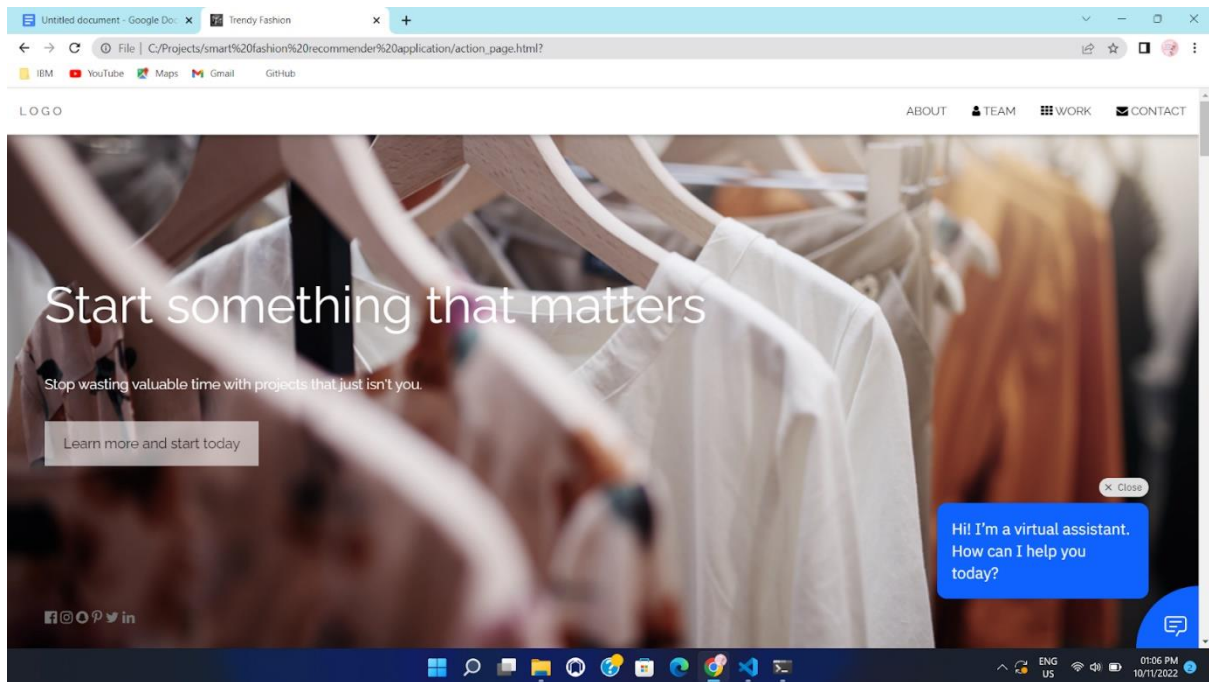 Untitled document - Google Doc
Trendy Fashion
File | C:/Projects/smart%20fashion%20recommender%20application/action_page.html?
IBM YouTube Maps Gmail GitHub
LOGO ABOUT TEAM WORK CONTACT
Start something that matters
Stop wasting valuable time with projects that just isn't you.
Learn more and start today
Close
Hi! I'm a virtual assistant.
How can I help you
today?
ENG
US
01:06 PM
10/11/2022
2